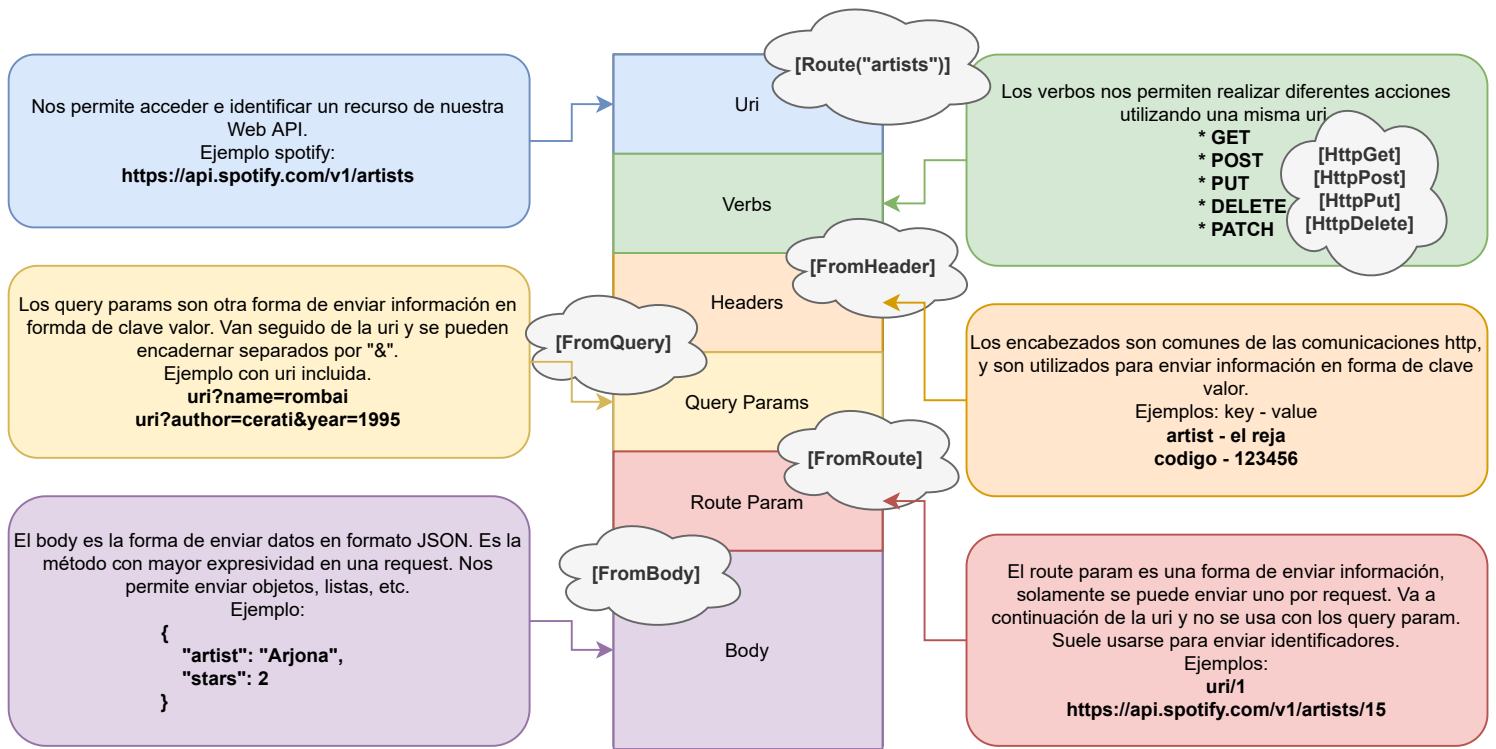 [Route("artists")]
Uri
Nos permite acceder e identificar un recurso de nuestra
Web API.
Ejemplo spotify:
https://api.spotify.com/v1/artists
Los verbos nos permiten realizar diferentes acciones
utilizando una misma uri
* GET
* POST
* PUT
* DELETE
* PATCH
[HttpGet]
[HttpPost]
[HttpPut]
[HttpDelete]
Verbs
[FromHeader]
Headers
Los query params son otra forma de enviar información en
formda de clave valor. Van seguido de la uri y se pueden
encadernar separados por "&".
Ejemplo con uri incluida.
uri?name=rombai
uri?author=cerati&year=1995
[FromQuery]
Query Params
Los encabezados son comunes de las comunicaciones http,
y son utilizados para enviar información en forma de clave
valor.
Ejemplos: key - value
artist - el reja
codigo - 123456
[FromRoute]
Route Param
El body es la forma de enviar datos en formato JSON. Es la
método con mayor expresividad en una request. Nos
permite enviar objetos, listas, etc.
Ejemplo:
{
"artist": "Arjona",
"stars": 2
}
[FromBody]
Body
El route param es una forma de enviar información,
solamente se puede enviar uno por request. Va a
continuación de la uri y no se usa con los query param.
Suele usarse para enviar identificadores.
Ejemplos:
uri/1
https://api.spotify.com/v1/artists/15